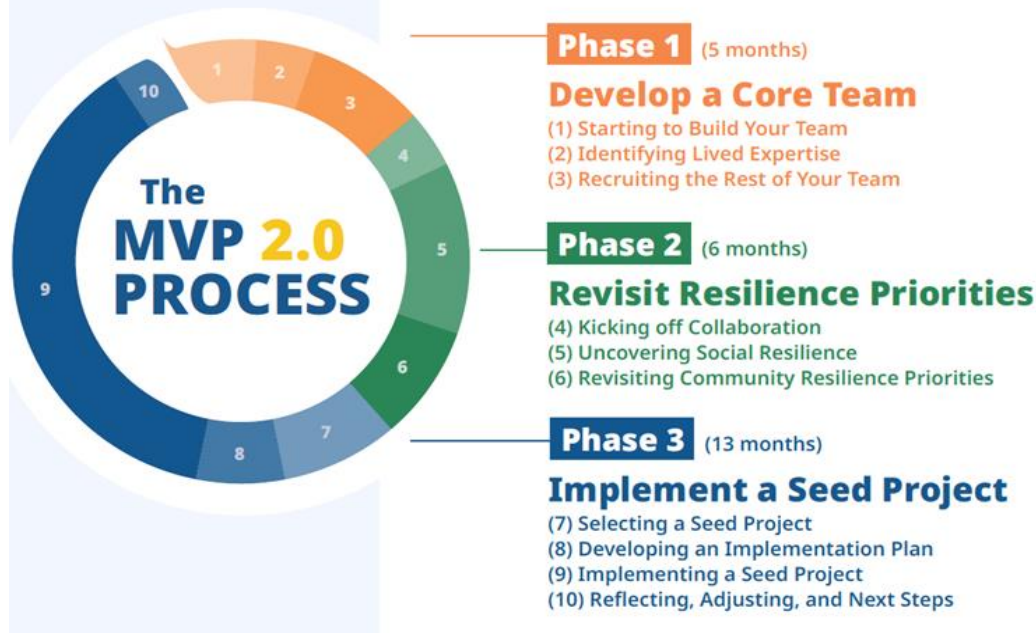 The
MVP 2.0
PROCESS
1
2
3
4
5
6
7
8
9
10
Phase 1 (5 months)
Develop a Core Team
(1) Starting to Build Your Team
(2) Identifying Lived Expertise
(3) Recruiting the Rest of Your Team
Phase 2 (6 months)
Revisit Resilience Priorities
(4) Kicking off Collaboration
(5) Uncovering Social Resilience
(6) Revisiting Community Resilience Priorities
Phase 3 (13 months)
Implement a Seed Project
(7) Selecting a Seed Project
(8) Developing an Implementation Plan
(9) Implementing a Seed Project
(10) Reflecting, Adjusting, and Next Steps